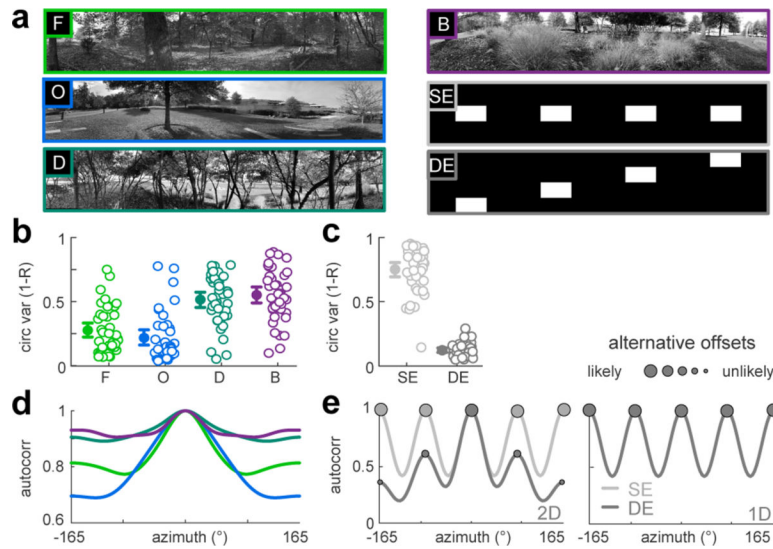 a
F
B
O
SE
D
DE
b
c
1
0.5
0
circ var (1-R)
F
O
D
B
1
0.5
0
circ var (1-R)
SE
DE
alternative offsets
likely
unlikely
d
e
1
0.8
0.6
autocorr
-165
azimuth (°)
165
1
0.5
0
autocorr
2D
-165
azimuth (°)
165
SE
DE
1D
-165
azimuth (°)
165